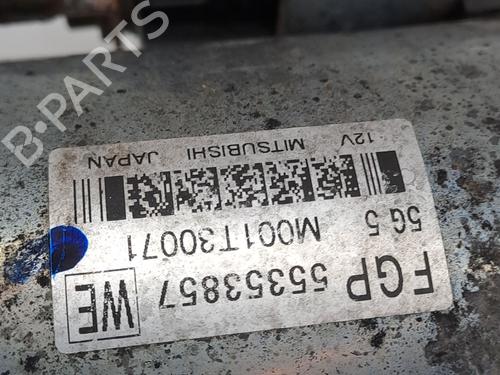 B-PARTS
12V MITSUBISHI JAPAN
5G 5 M001T30071
FGP 55353857 WE